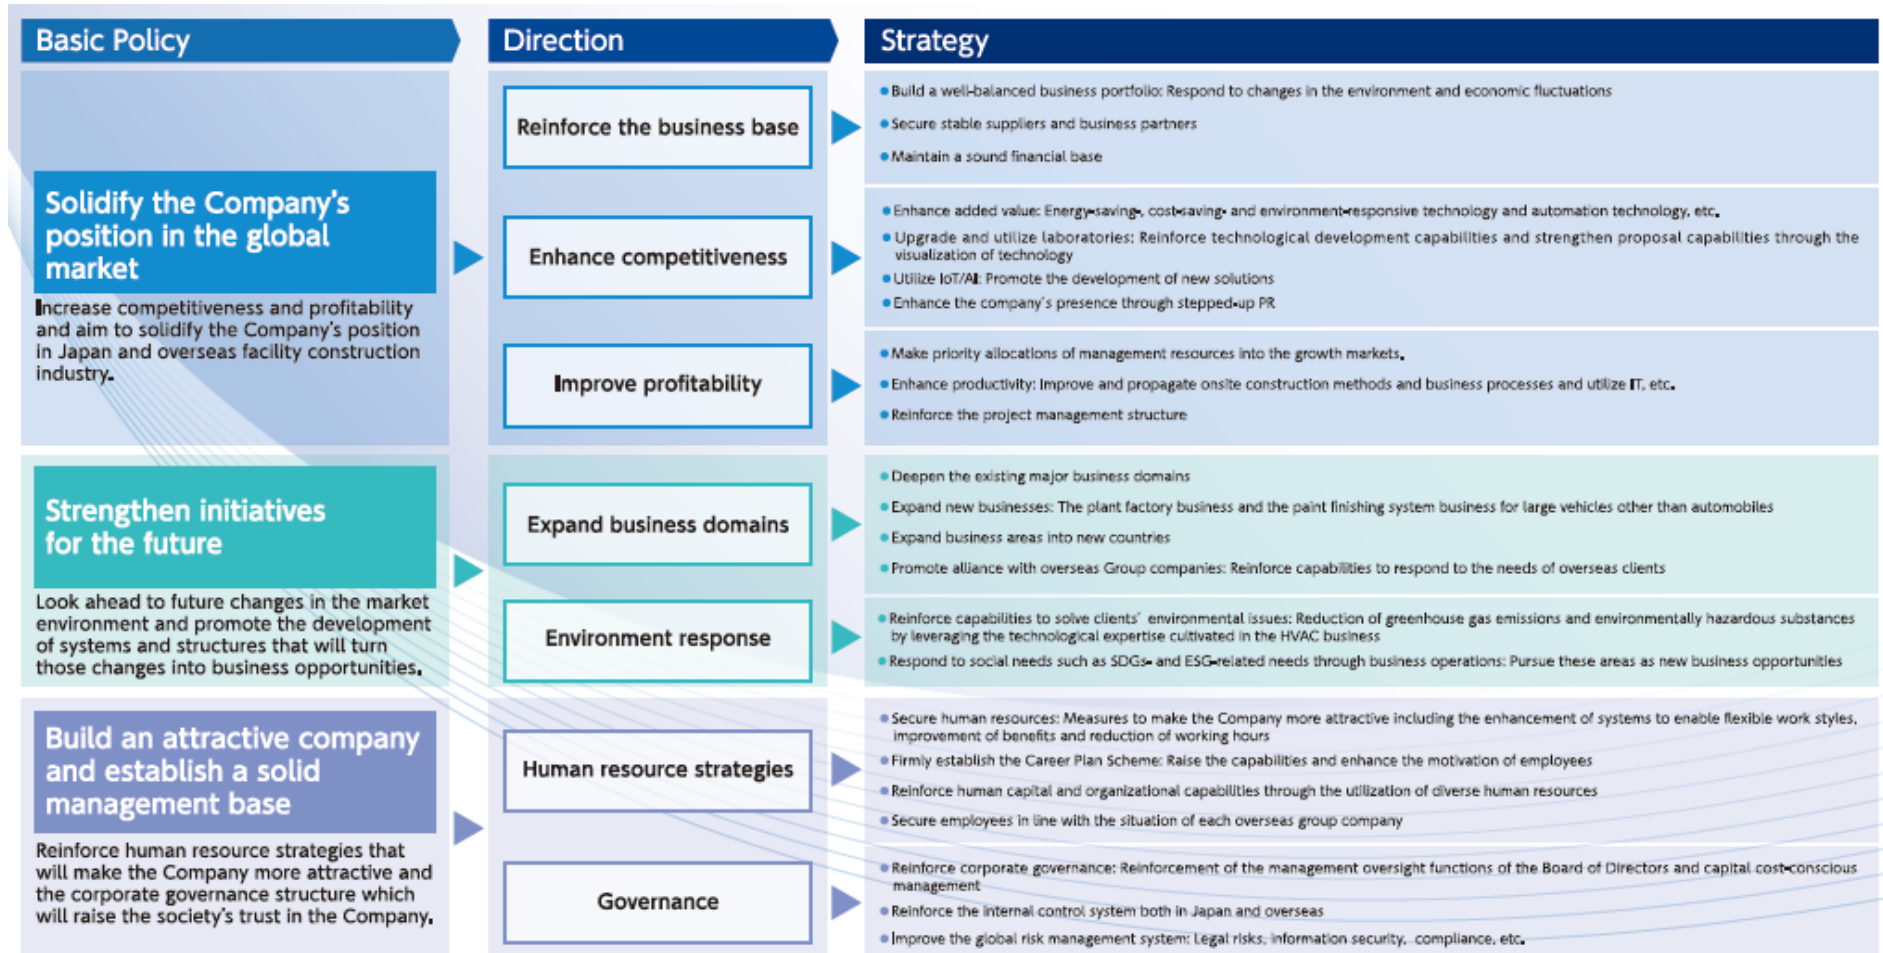 Basic Policy
Direction
Strategy
Solidify the Company's
position in the global
market
Increase competitiveness and profitability
and aim to solidify the Company's position
in Japan and overseas facility construction
industry.
Reinforce the business base
• Build a well-balanced business portfolio: Respond to changes in the environment and economic fluctuations
• Secure stable suppliers and business partners
• Maintain a sound financial base
Enhance competitiveness
• Enhance added value: Energy-saving-, cost-saving- and environment-responsive technology and automation technology, etc.
• Upgrade and utilize laboratories: Reinforce technological development capabilities and strengthen proposal capabilities through the
visualization of technology
• Utilize IoT/AI: Promote the development of new solutions
• Enhance the company's presence through stepped-up PR
Improve profitability
• Make priority allocations of management resources into the growth markets.
• Enhance productivity: Improve and propagate onsite construction methods and business processes and utilize IT, etc.
• Reinforce the project management structure
Strengthen initiatives
for the future
Look ahead to future changes in the market
environment and promote the development
of systems and structures that will turn
those changes into business opportunities.
Expand business domains
• Deepen the existing major business domains
• Expand new businesses: The plant factory business and the paint finishing system business for large vehicles other than automobiles
• Expand business areas into new countries
• Promote alliance with overseas Group companies: Reinforce capabilities to respond to the needs of overseas clients
Environment response
• Reinforce capabilities to solve clients' environmental issues: Reduction of greenhouse gas emissions and environmentally hazardous substances
by leveraging the technological expertise cultivated in the HVAC business
• Respond to social needs such as SDGs- and ESG-related needs through business operations: Pursue these areas as new business opportunities
Build an attractive company
and establish a solid
management base
Reinforce human resource strategies that
will make the Company more attractive and
the corporate governance structure which
will raise the society's trust in the Company.
Human resource strategies
• Secure human resources: Measures to make the Company more attractive including the enhancement of systems to enable flexible work styles,
improvement of benefits and reduction of working hours
• Firmly establish the Career Plan Scheme: Raise the capabilities and enhance the motivation of employees
• Reinforce human capital and organizational capabilities through the utilization of diverse human resources
• Secure employees in line with the situation of each overseas group company
Governance
• Reinforce corporate governance: Reinforcement of the management oversight functions of the Board of Directors and capital cost-conscious
management
• Reinforce the internal control system both in Japan and overseas
• Improve the global risk management system: Legal risks, information security, compliance, etc.